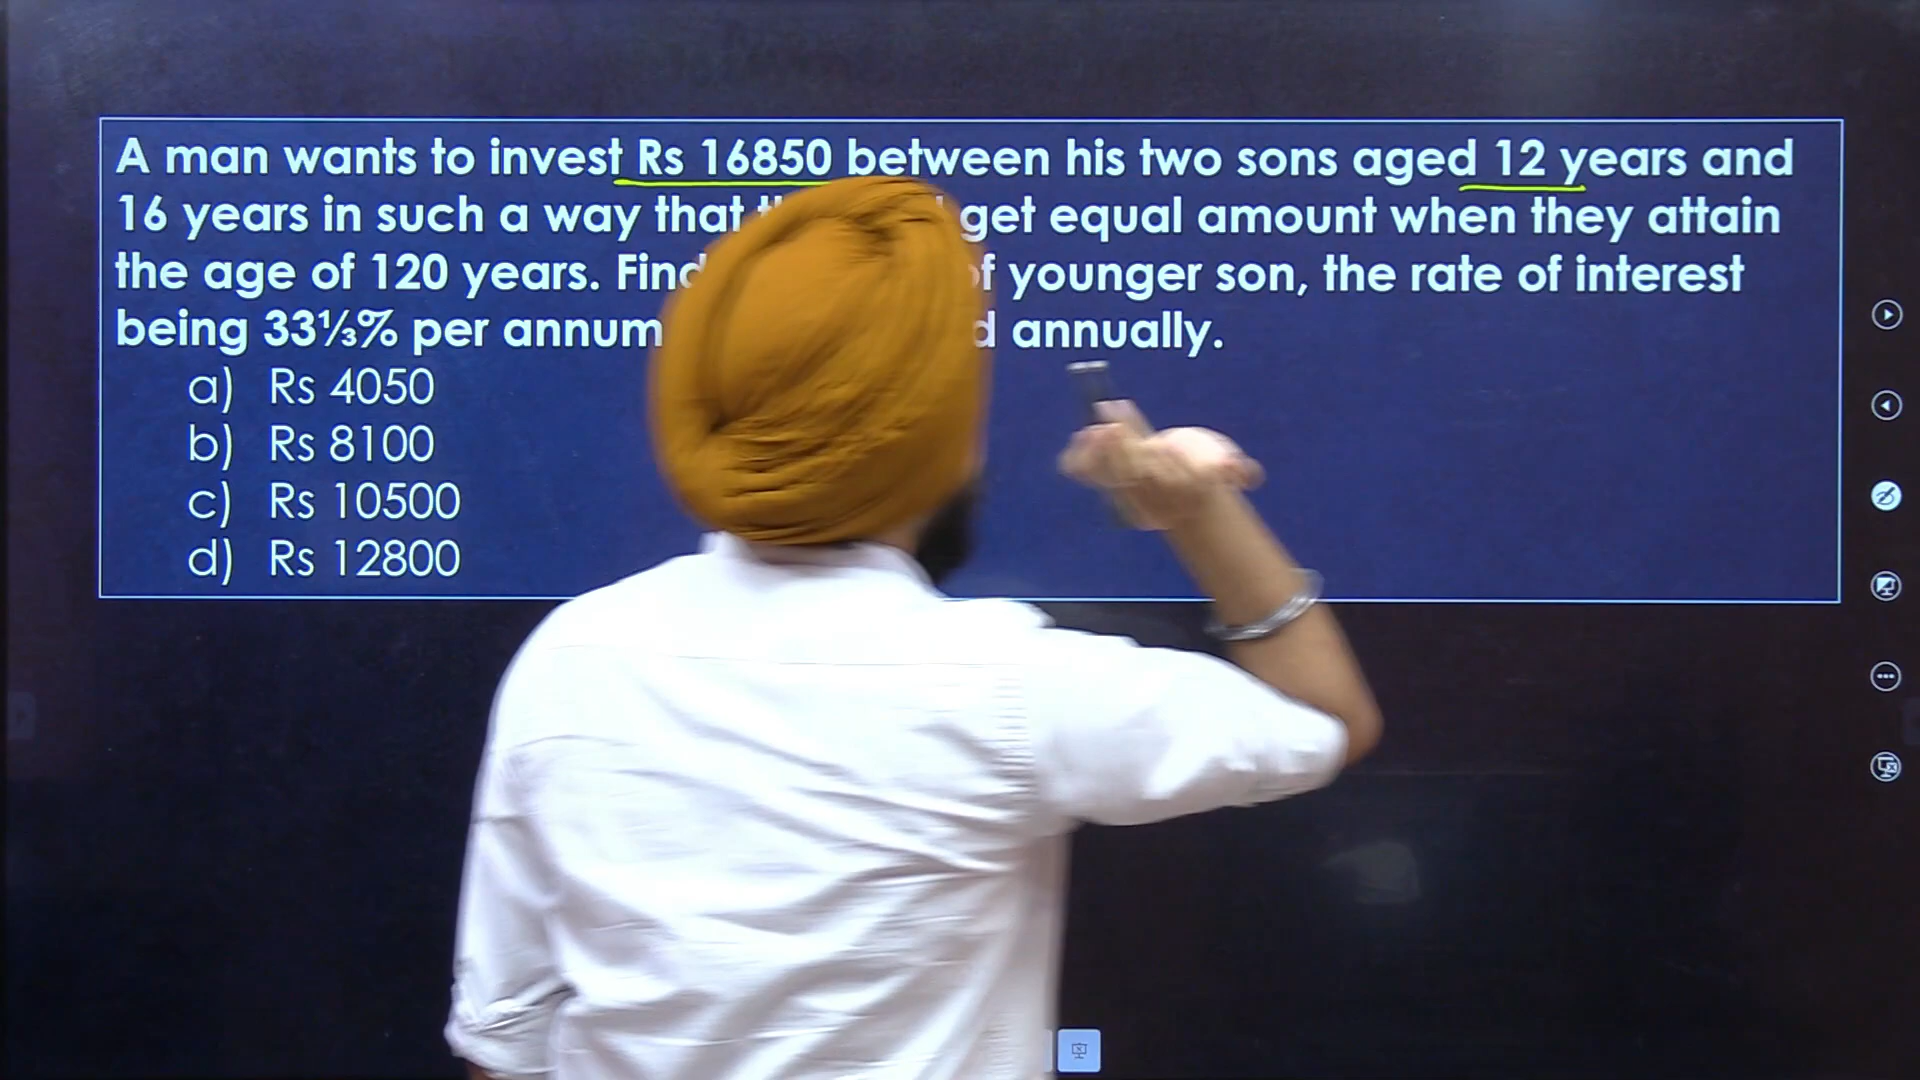 A man wants to invest Rs 16850 between his two sons aged 12 years and
16 years in such a way that get equal amount when they attain
the age of 120 years. Find younger son, the rate of interest
being 33⅓% per annum annually.
a) Rs 4050
b) Rs 8100
c) Rs 10500
d) Rs 12800